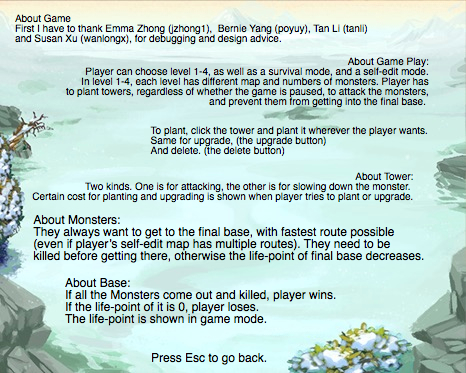 About Game
First I have to thank Emma Zhong (jzhong1),  Bernie Yang (poyuy), Tan Li (tanli)
and Susan Xu (wanlongx), for debugging and design advice.
About Game Play:
Player can choose level 1-4, as well as a survival mode, and a self-edit mode.
In level 1-4, each level has different map and numbers of monsters. Player has
to plant towers, regardless of whether the game is paused, to attack the monsters,
and prevent them from getting into the final base.
To plant, click the tower and plant it wherever the player wants.
Same for upgrade, (the upgrade button)
And delete. (the delete button)
About Tower:
Two kinds. One is for attacking, the other is for slowing down the monster.
Certain cost for planting and upgrading is shown when player tries to plant or upgrade.
About Monsters:
They always want to get to the final base, with fastest route possible
(even if player's self-edit map has multiple routes). They need to be
killed before getting there, otherwise the life-point of final base decreases.
About Base:
If all the Monsters come out and killed, player wins.
If the life-point of it is 0, player loses.
The life-point is shown in game mode.
Press Esc to go back.